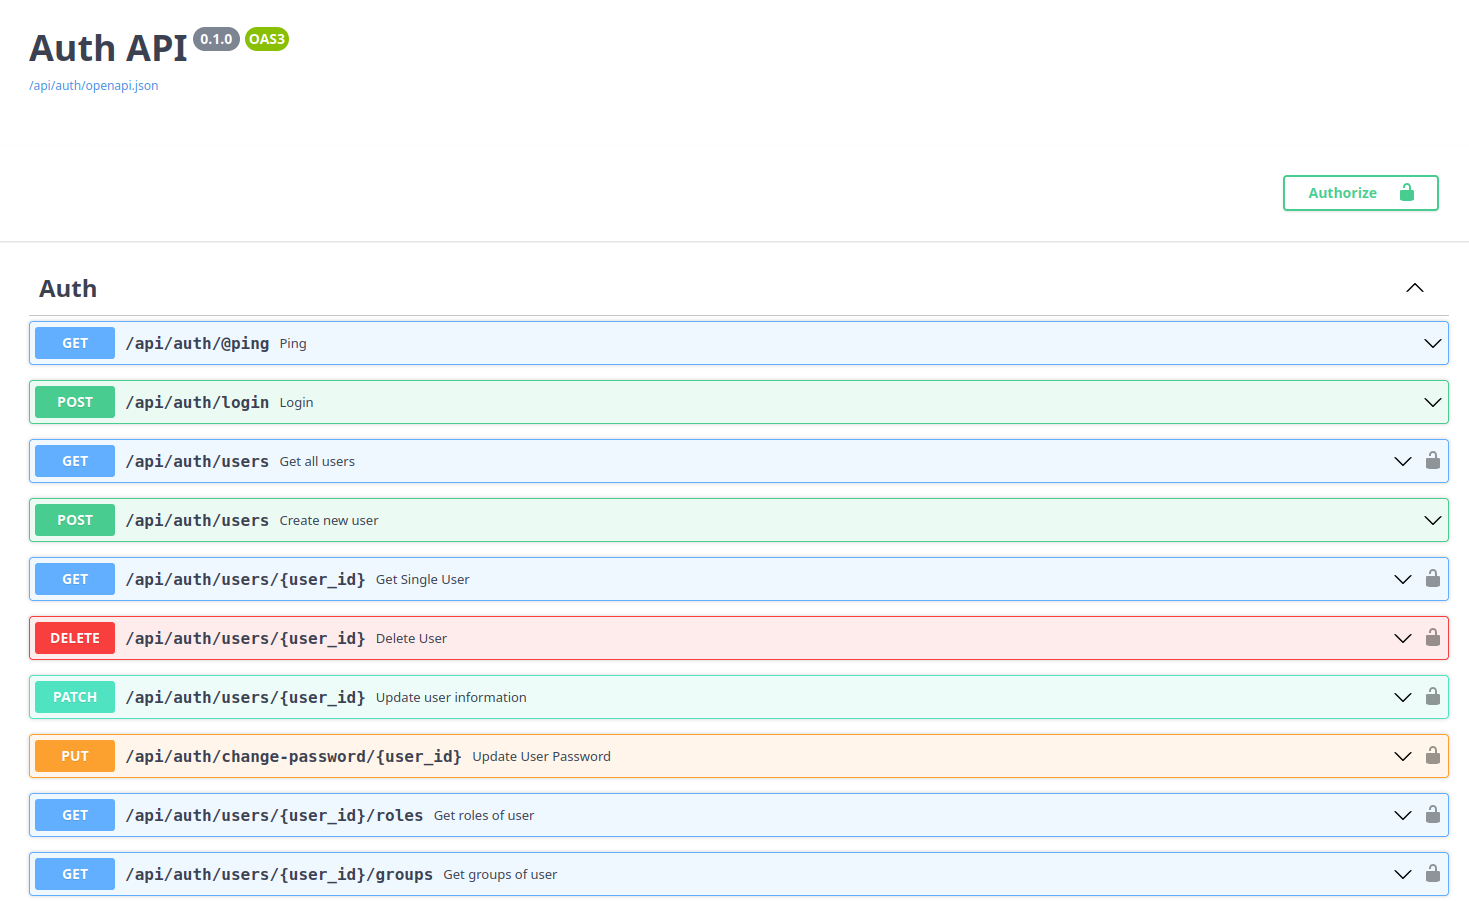 Auth API 0.1.0 OAS3
/api/auth/openapi.json
Authorize
Auth
GET /api/auth/@ping Ping
POST /api/auth/login Login
GET /api/auth/users Get all users
POST /api/auth/users Create new user
GET /api/auth/users/{user_id} Get Single User
DELETE /api/auth/users/{user_id} Delete User
PATCH /api/auth/users/{user_id} Update user information
PUT /api/auth/change-password/{user_id} Update User Password
GET /api/auth/users/{user_id}/roles Get roles of user
GET /api/auth/users/{user_id}/groups Get groups of user